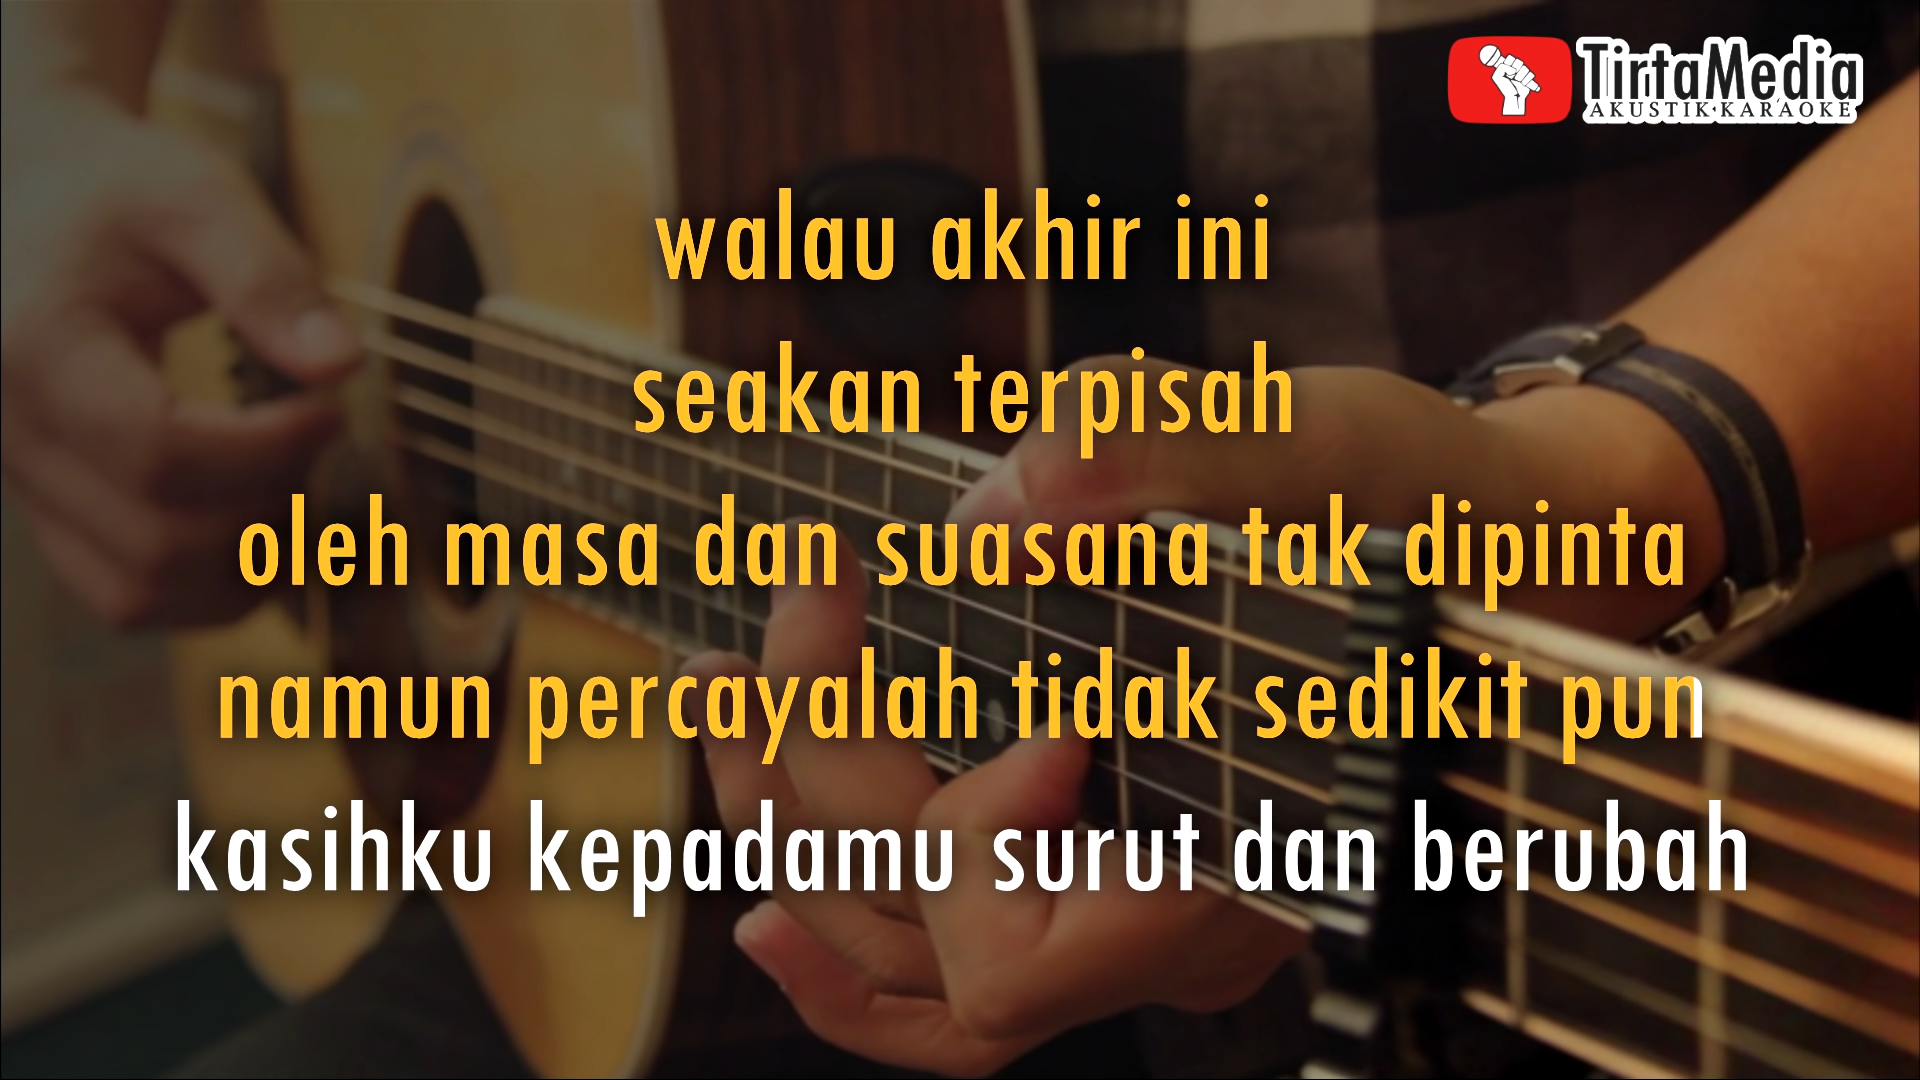 TirtaMedia
AKUSTIK KARAOKE
walau akhir ini
seakan terpisah
oleh masa dan suasana tak dipinta
namun percayalah tidak sedikit pun
kasihku kepadamu surut dan berubah